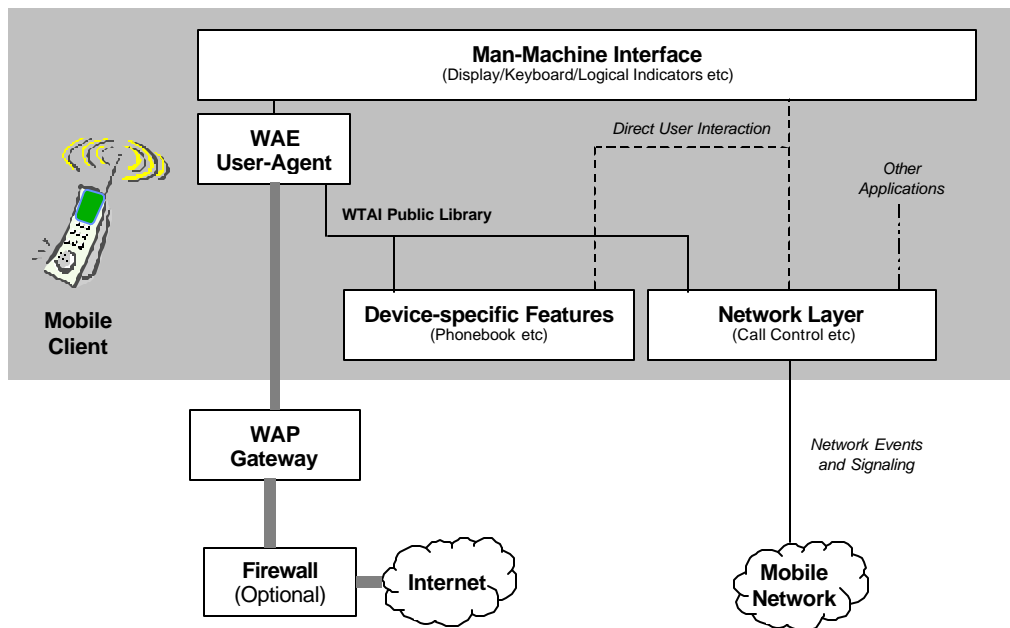 Man-Machine Interface
(Display/Keyboard/Logical Indicators etc)
WAE
User-Agent
Direct User Interaction
Other
Applications
WTAI Public Library
Device-specific Features
(Phonebook etc)
Network Layer
(Call Control etc)
Mobile
Client
WAP
Gateway
Network Events
and Signaling
Firewall
(Optional)
Internet
Mobile
Network